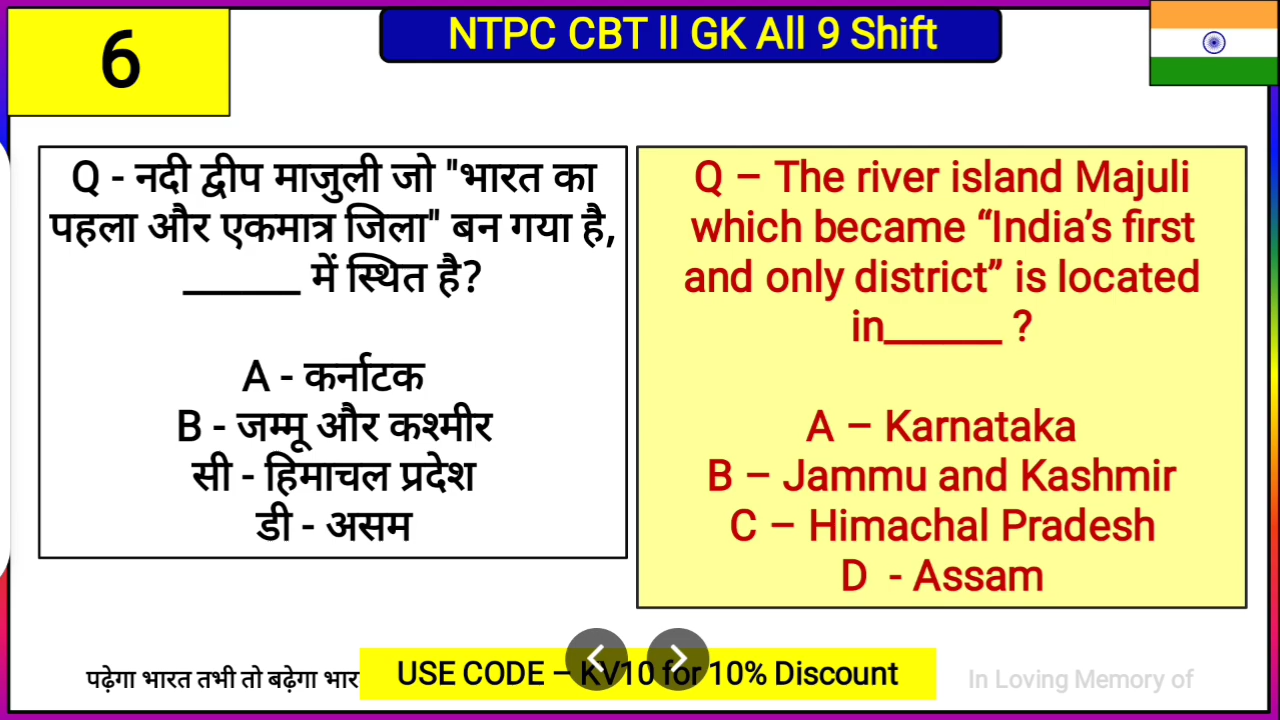 6
NTPC CBT ll GK All 9 Shift
Q - नदी द्वीप माजुली जो "भारत का
पहला और एकमात्र जिला" बन गया है,
______ में स्थित है?
A - कर्नाटक
B - जम्मू और कश्मीर
सी - हिमाचल प्रदेश
डी - असम
Q – The river island Majuli
which became “India’s first
and only district” is located
in______ ?
A – Karnataka
B – Jammu and Kashmir
C – Himachal Pradesh
D - Assam
पढ़ेगा भारत तभी तो बढ़ेगा भार
USE CODE – KV10 for 10% Discount
In Loving Memory of